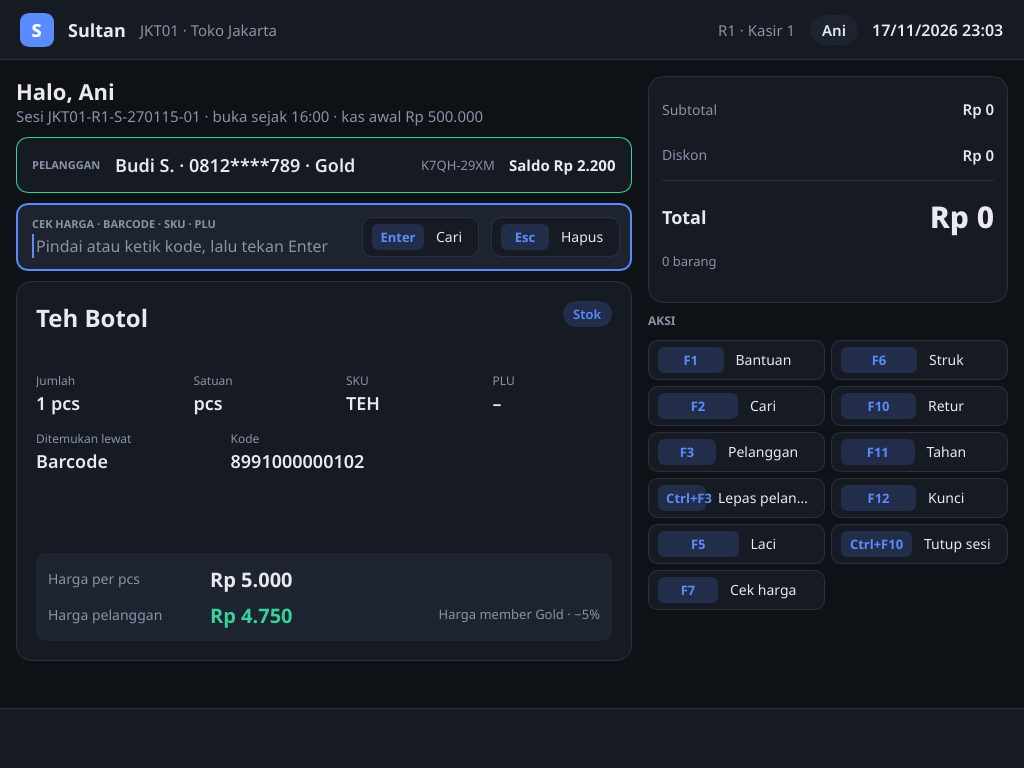 S Sultan JKT01 · Toko Jakarta R1 · Kasir 1 Ani 17/11/2026 23:03
Halo, Ani
Sesi JKT01-R1-S-270115-01 · buka sejak 16:00 · kas awal Rp 500.000
PELANGGAN Budi S. · 0812****789 · Gold K7QH-29XM Saldo Rp 2.200
CEK HARGA · BARCODE · SKU · PLU
Pindai atau ketik kode, lalu tekan Enter Enter Cari Esc Hapus
Teh Botol Stok
Jumlah Satuan SKU PLU
1 pcs pcs TEH –
Ditemukan lewat Kode
Barcode 8991000000102
Harga per pcs Rp 5.000
Harga pelanggan Rp 4.750 Harga member Gold · −5%
Subtotal Rp 0
Diskon Rp 0
Total Rp 0
0 barang
AKSI
F1 Bantuan F6 Struk
F2 Cari F10 Retur
F3 Pelanggan F11 Tahan
Ctrl+F3 Lepas pelan… F12 Kunci
F5 Laci Ctrl+F10 Tutup sesi
F7 Cek harga